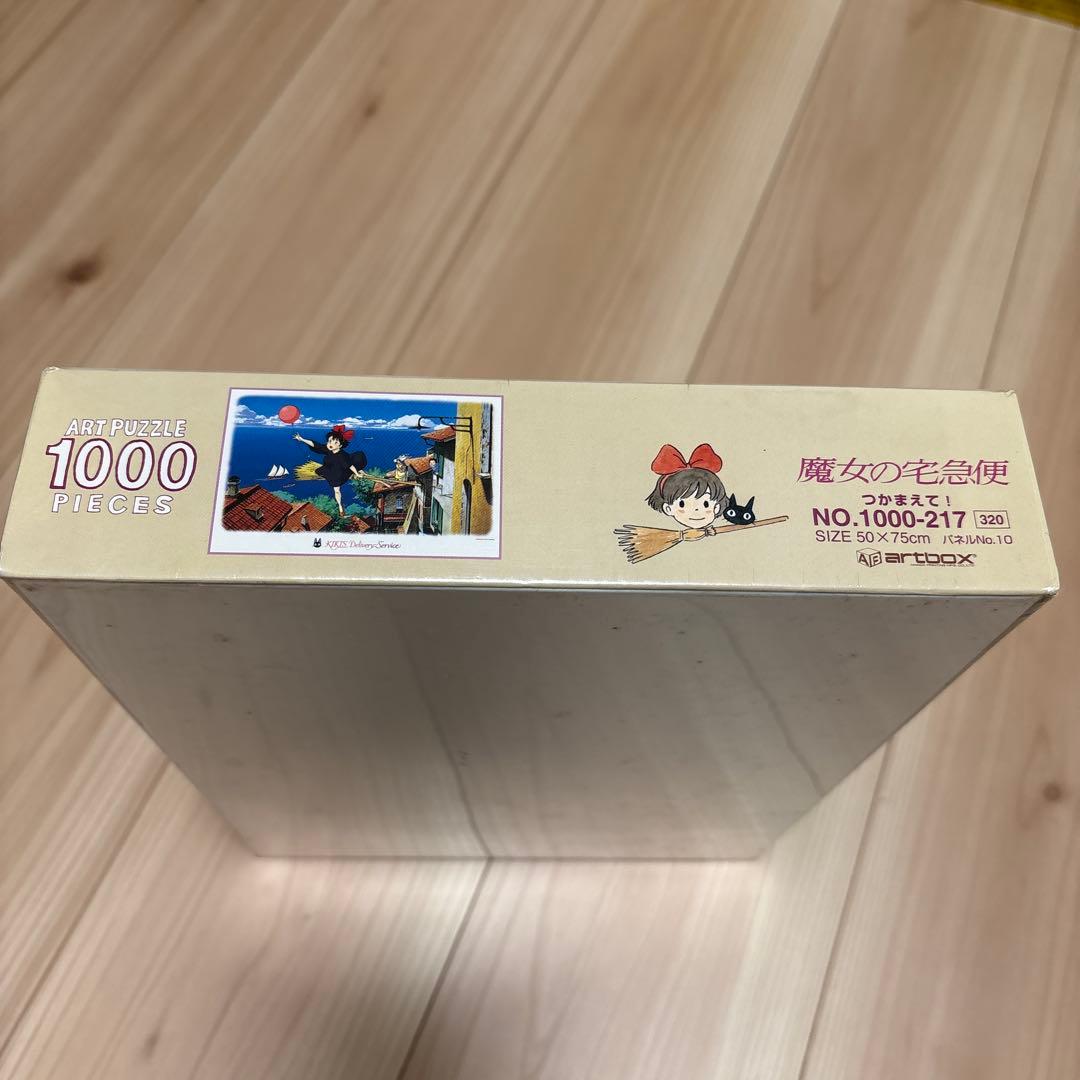 ART PUZZLE
1000
PIECES
KIKI'S Delivery Service
魔女の宅急便
つかまえて!
NO.1000-217 320
SIZE 50×75cm パネルNo.10
artbox